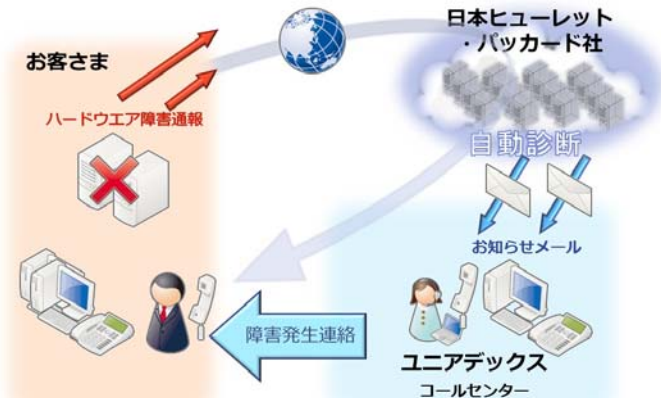 お客さま
日本ヒューレット
・パッカード社
ハードウエア障害通報
自動診断
お知らせメール
障害発生連絡
ユニアデックス
コールセンター